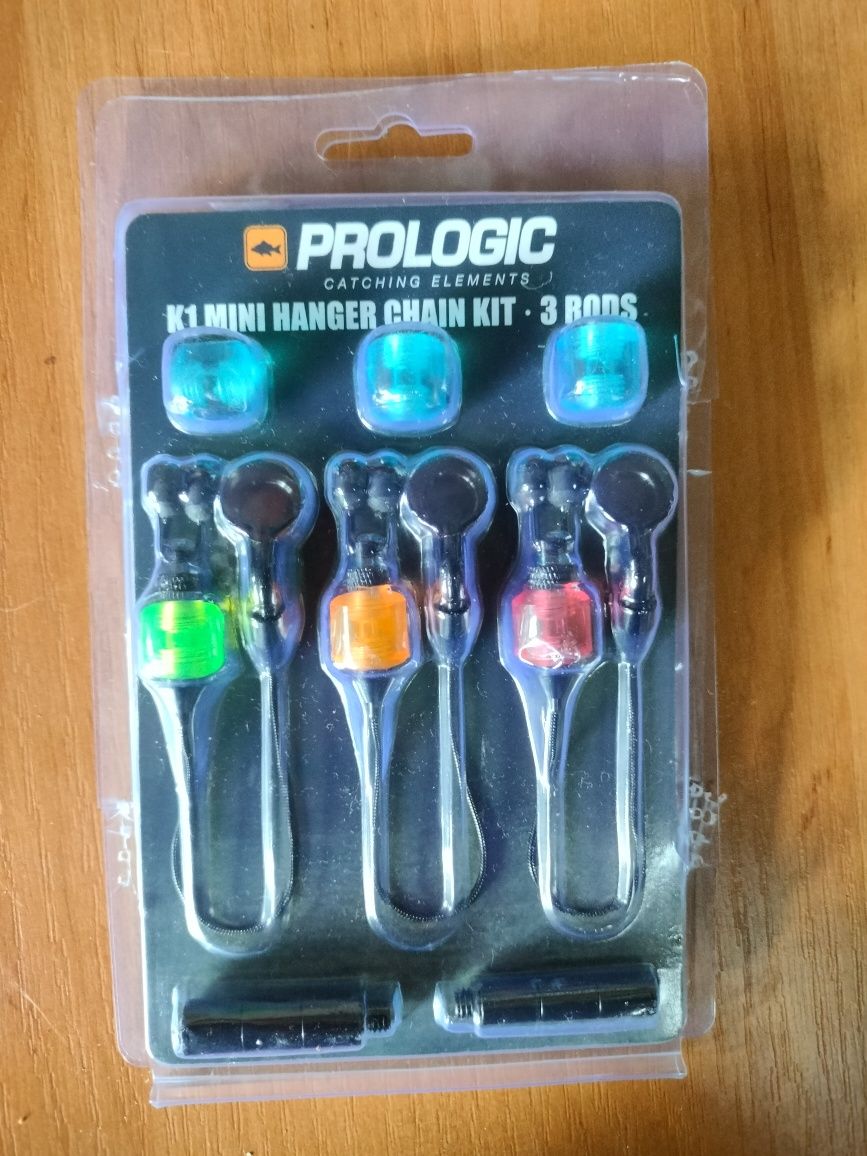 PROLOGIC
CATCHING ELEMENTS
K1 MINI HANGER CHAIN KIT · 3 RODS